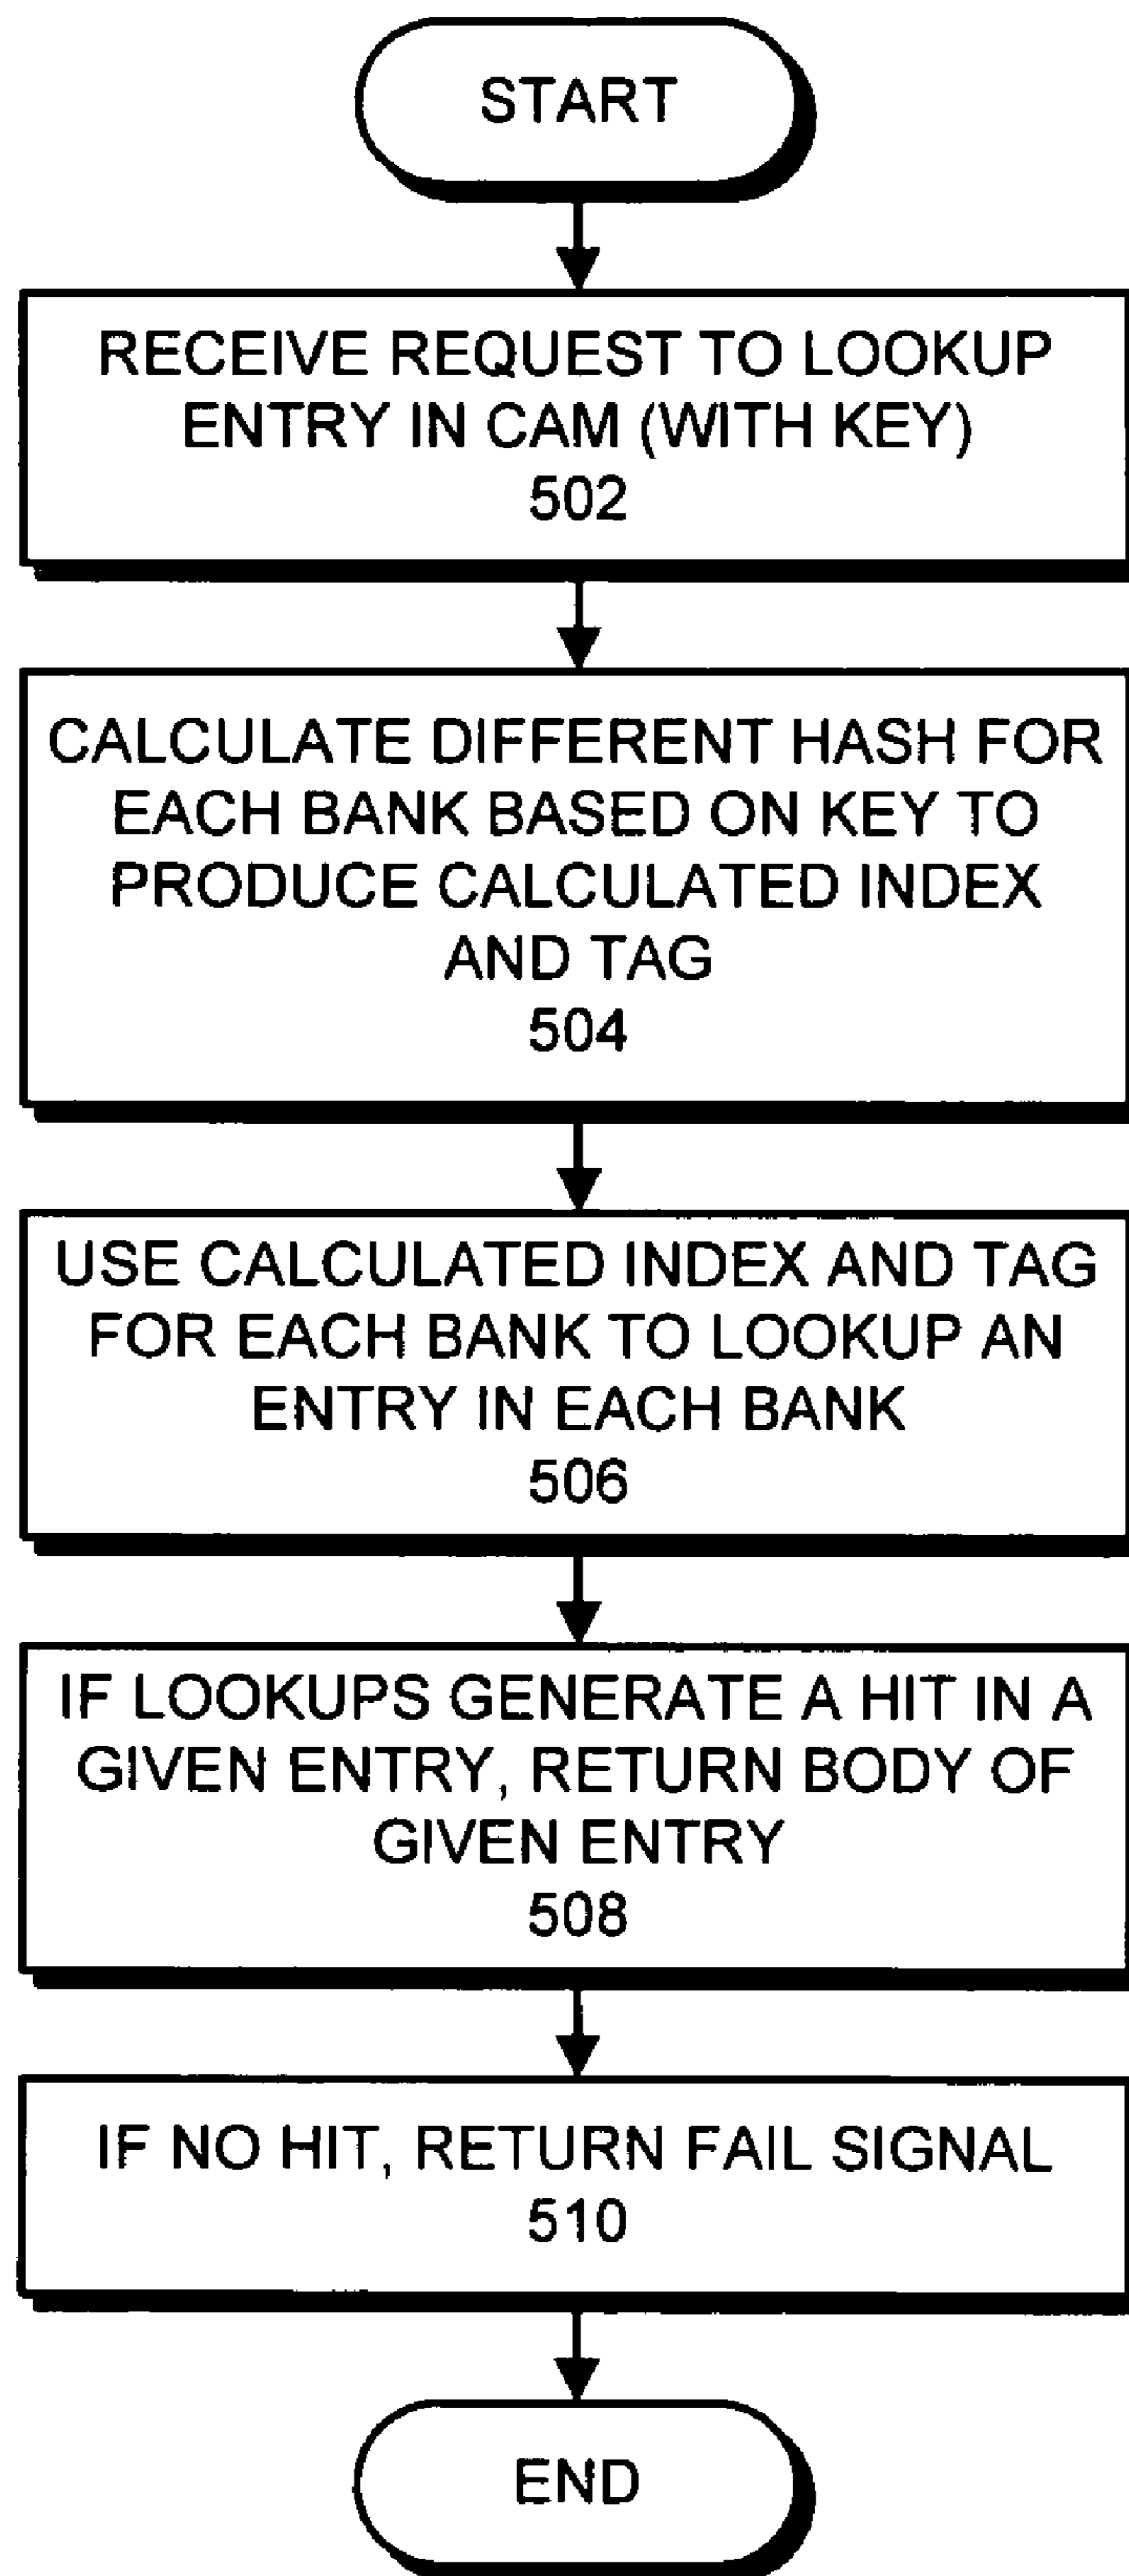 START
RECEIVE REQUEST TO LOOKUP
ENTRY IN CAM (WITH KEY)
502
CALCULATE DIFFERENT HASH FOR
EACH BANK BASED ON KEY TO
PRODUCE CALCULATED INDEX
AND TAG
504
USE CALCULATED INDEX AND TAG
FOR EACH BANK TO LOOKUP AN
ENTRY IN EACH BANK
506
IF LOOKUPS GENERATE A HIT IN A
GIVEN ENTRY, RETURN BODY OF
GIVEN ENTRY
508
IF NO HIT, RETURN FAIL SIGNAL
510
END